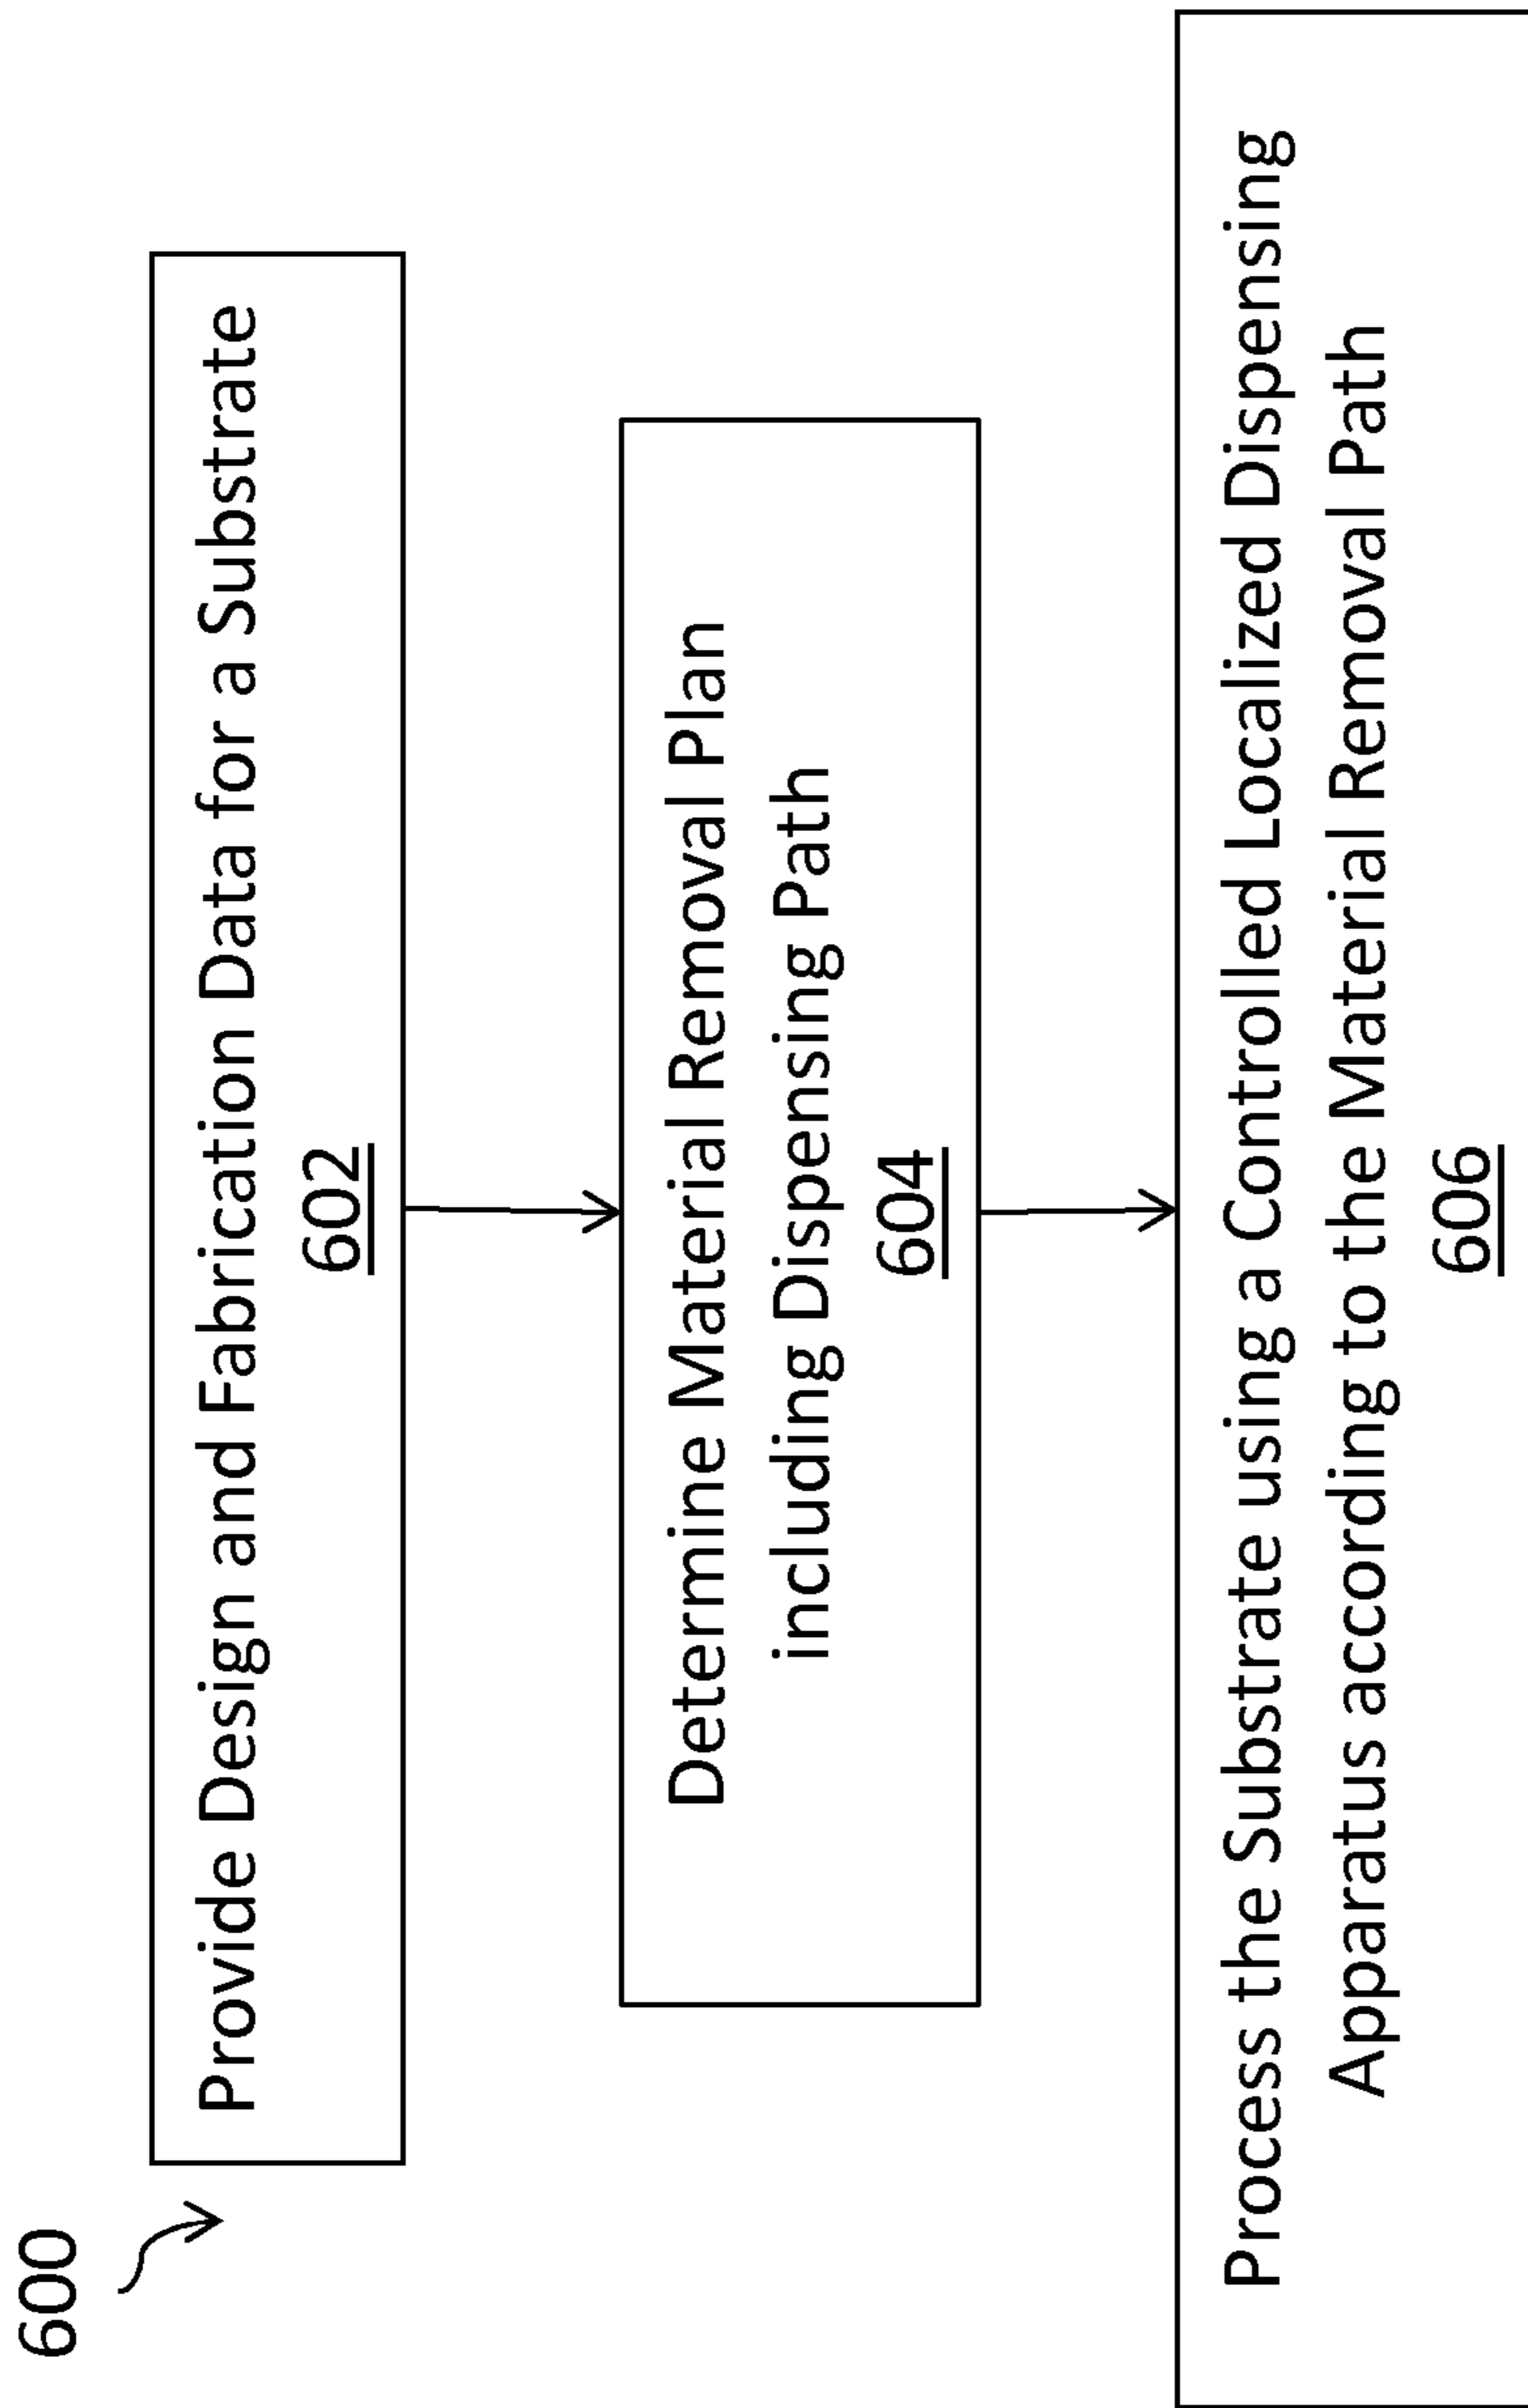 600
Provide Design and Fabrication Data for a Substrate
602
Determine Material Removal Plan
including Dispensing Path
604
Process the Substrate using a Controlled Localized Dispensing
Apparatus according to the Material Removal Path
606